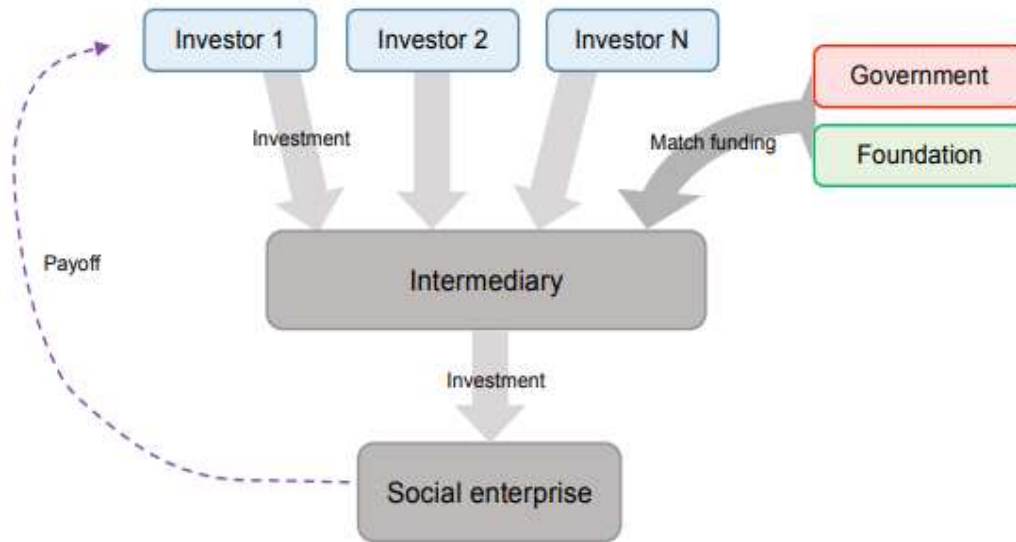 Investor 1
Investor 2
Investor N
Government
Investment
Match funding
Foundation
Payoff
Intermediary
Investment
Social enterprise